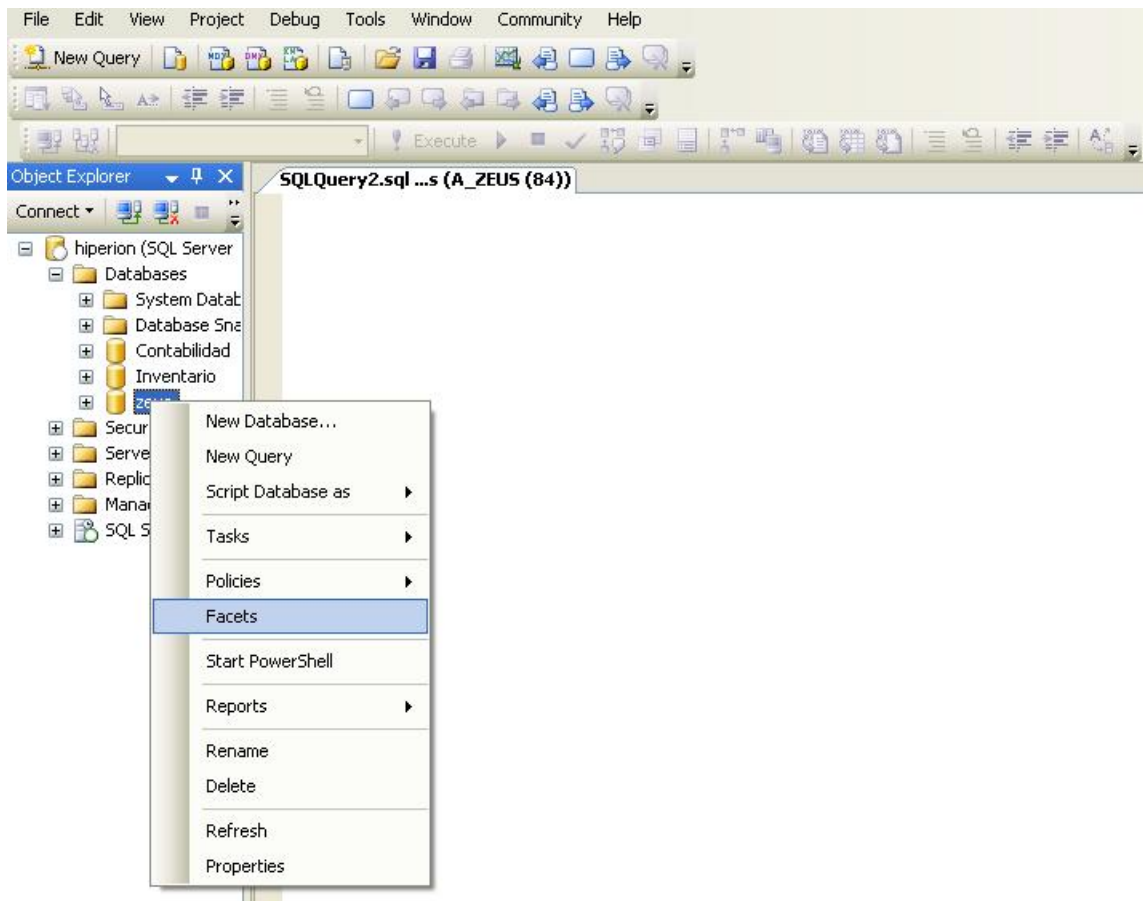 File Edit View Project Debug Tools Window Community Help
New Query
Execute
Object Explorer
SQLQuery2.sql ...s (A_ZEUS (84))
Connect
hiperion (SQL Server
Databases
System Datab
Database Sna
Contabilidad
Inventario
Secur
Serve
Replic
Mana
SQL S
New Database...
New Query
Script Database as
Tasks
Policies
Facets
Start PowerShell
Reports
Rename
Delete
Refresh
Properties